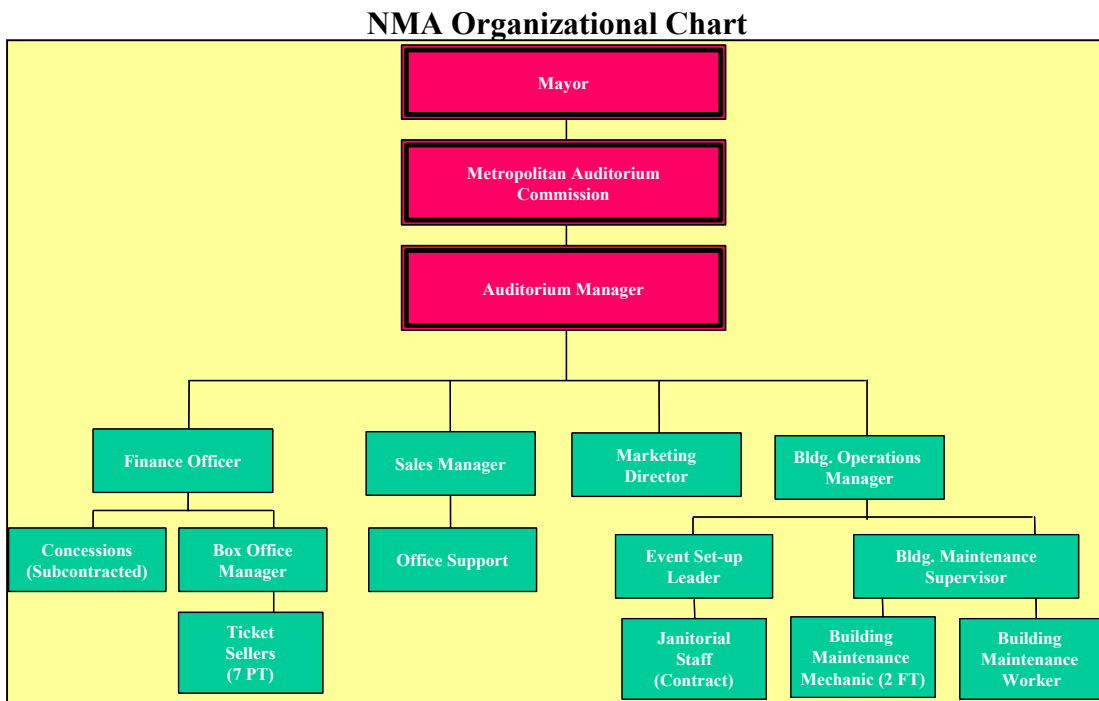 NMA Organizational Chart
Mayor
Metropolitan Auditorium
Commission
Auditorium Manager
Finance Officer
Sales Manager
Marketing
Director
Bldg. Operations
Manager
Concessions
(Subcontracted)
Box Office
Manager
Office Support
Event Set-up
Leader
Bldg. Maintenance
Supervisor
Ticket
Sellers
(7 PT)
Janitorial
Staff
(Contract)
Building
Maintenance
Mechanic (2 FT)
Building
Maintenance
Worker